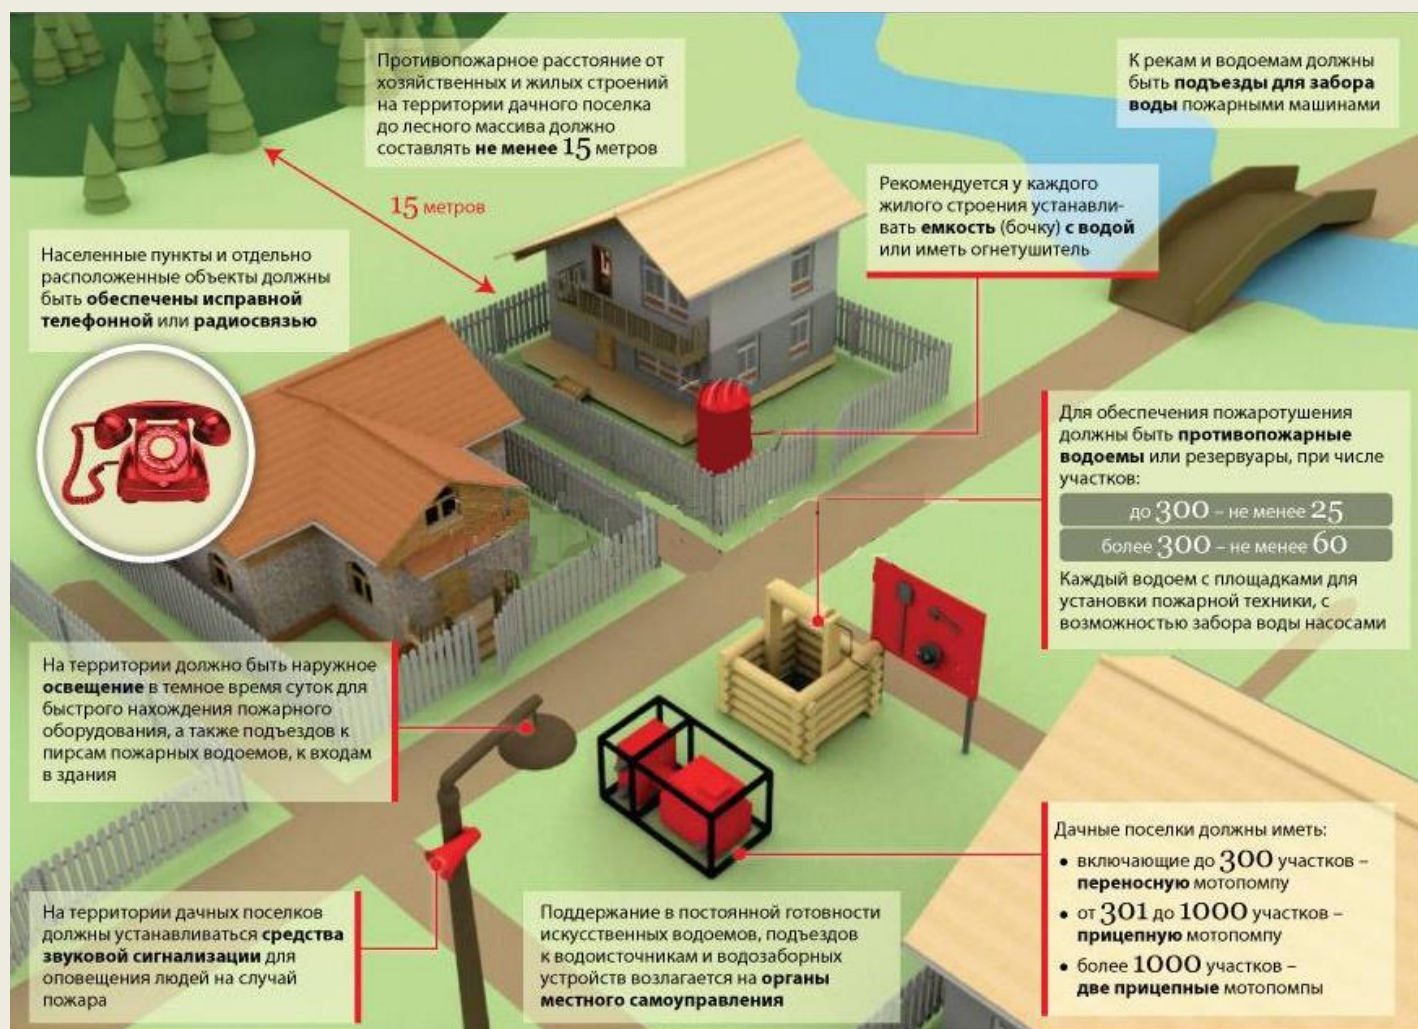 Противопожарное расстояние от
хозяйственных и жилых строений
на территории дачного поселка
до лесного массива должно
составлять не менее 15 метров
К рекам и водоемам должны
быть подъезды для забора
воды пожарными машинами
15 метров
Рекомендуется у каждого
жилого строения устанавли-
вать емкость (бочку) с водой
или иметь огнетушитель
Населенные пункты и отдельно
расположенные объекты должны
быть обеспечены исправной
телефонной или радиосвязью
Для обеспечения пожаротушения
должны быть противопожарные
водоемы или резервуары, при числе
участков:
до 300 – не менее 25
более 300 – не менее 60
Каждый водоем с площадками для
установки пожарной техники, с
возможностью забора воды насосами
На территории должно быть наружное
освещение в темное время суток для
быстрого нахождения пожарного
оборудования, а также подъездов к
пирсам пожарных водоемов, к входам
в здания
На территории дачных поселков
должны устанавливаться средства
звуковой сигнализации для
оповещения людей на случай
пожара
Поддержание в постоянной готовности
искусственных водоемов, подъездов
к водоисточникам и водозаборных
устройств возлагается на органы
местного самоуправления
Дачные поселки должны иметь:
• включающие до 300 участков –
переносную мотопомпу
• от 301 до 1000 участков –
прицепную мотопомпу
• более 1000 участков –
две прицепные мотопомпы